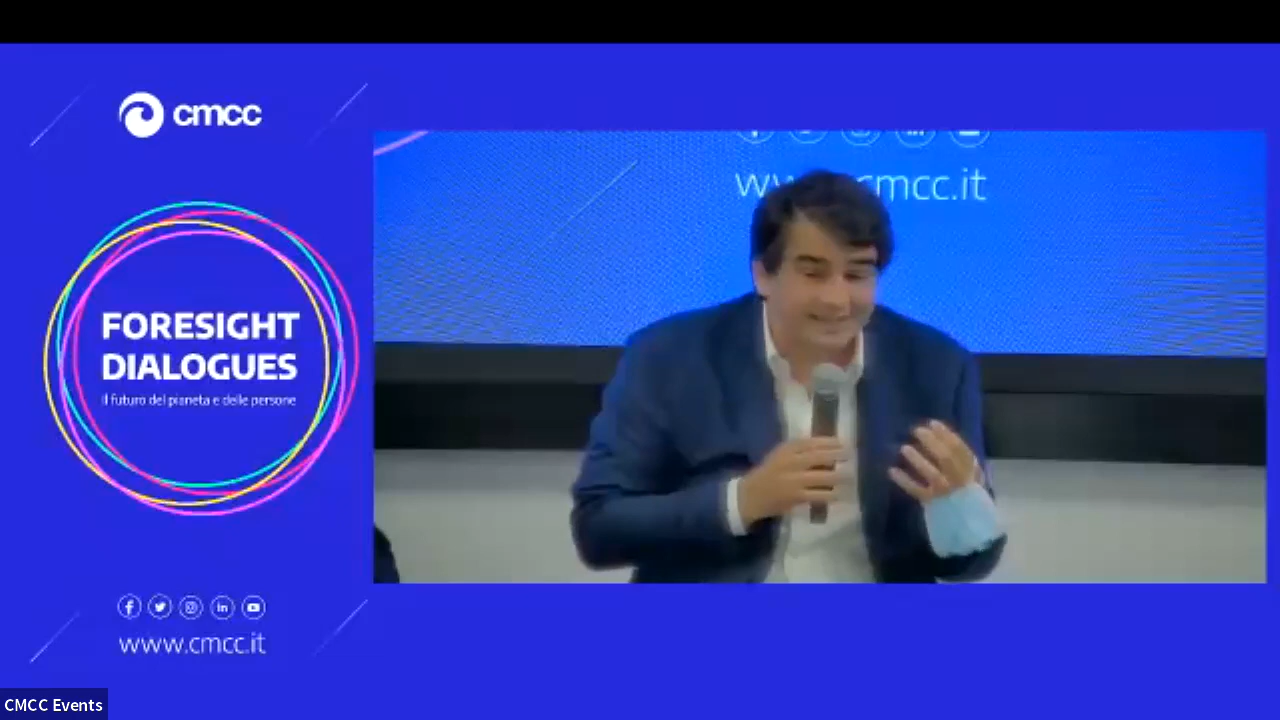 cmcc
FORESIGHT
DIALOGUES
Il futuro del pianeta e delle persone
www.cmcc.it
cmcc.it
CMCC Events